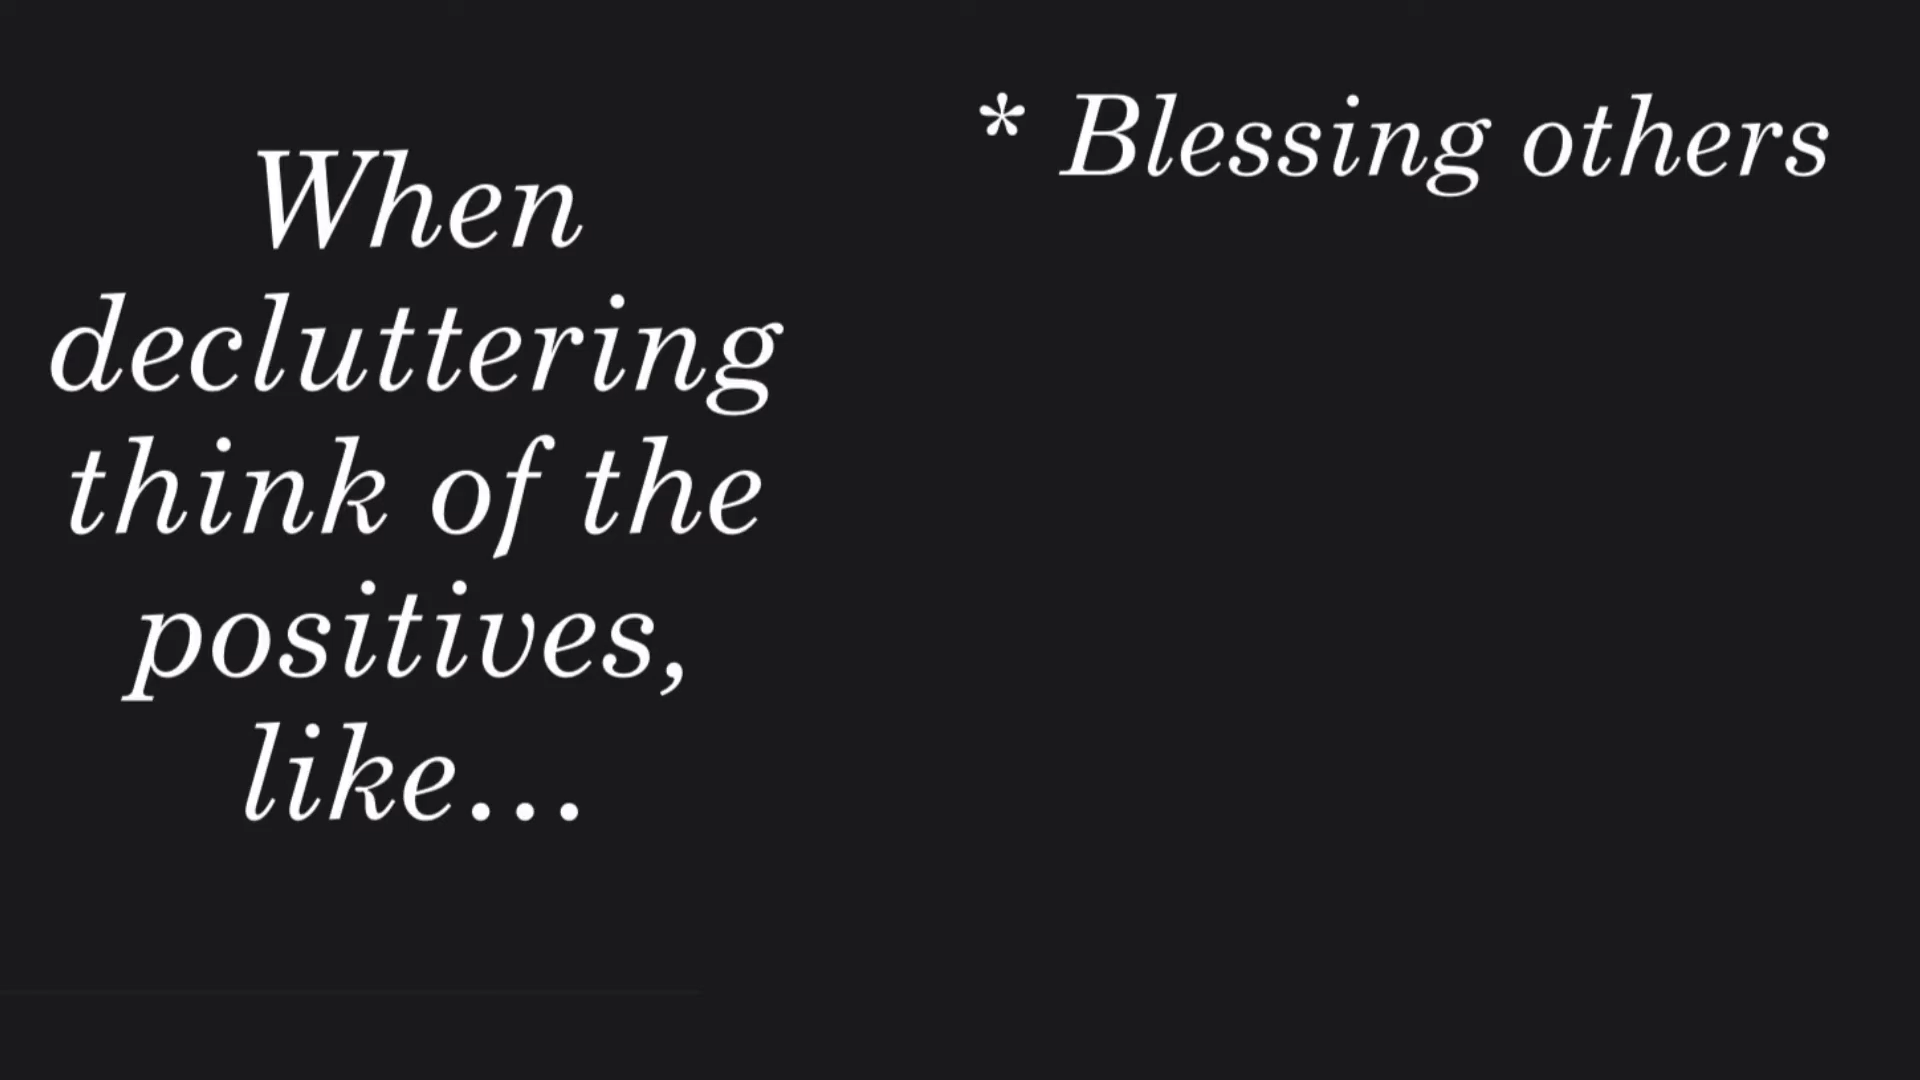 When
decluttering
think of the
positives,
like...
* Blessing others